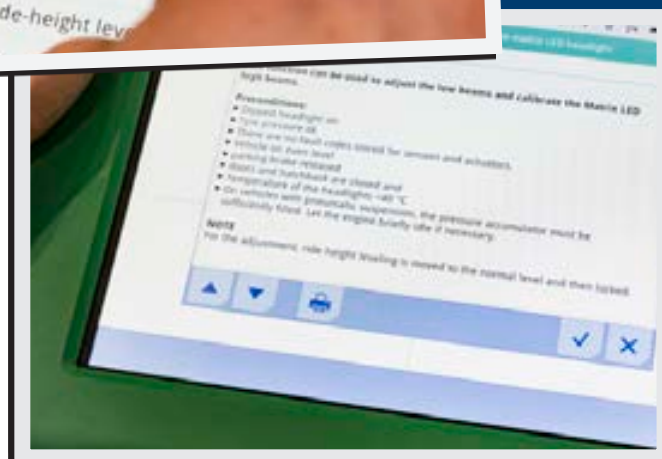 de-height lev
matrix LED headlight
function can be used to adjust the low beams and calibrate the Matrix LED
high beams.
Preconditions:
• Dipped headlight on
• Tyre pressure ok
• There are no fault codes stored for sensors and actuators.
• Vehicle on even level
• parking brake released
• doors and hatchback are closed and
• temperature of the headlights <40 °C
• On vehicles with pneumatic suspension, the pressure accumulator must be
sufficiently filled. Let the engine briefly idle if necessary.
NOTE
For the adjustment, ride height leveling is moved to the normal level and then locked.